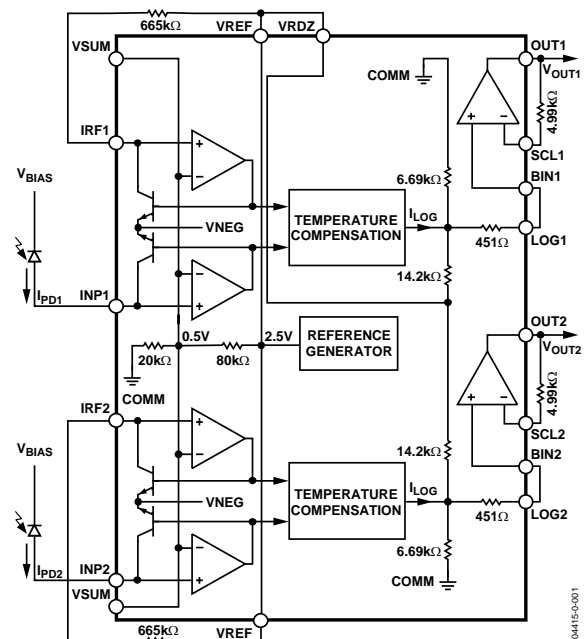 665kΩ
VREF
VRDZ
VSUM
OUT1
COMM
VOUT1
4.99kΩ
IRF1
SCL1
6.69kΩ
VBIAS
BIN1
TEMPERATURE
COMPENSATION
ILOG
VNEG
451Ω
LOG1
14.2kΩ
INP1
IPD1
OUT2
0.5V
2.5V
REFERENCE
GENERATOR
VOUT2
20kΩ
80kΩ
4.99kΩ
COMM
IRF2
SCL2
14.2kΩ
VBIAS
BIN2
TEMPERATURE
COMPENSATION
ILOG
VNEG
451Ω
LOG2
6.69kΩ
INP2
IPD2
COMM
VSUM
665kΩ
VREF
04415-0-001